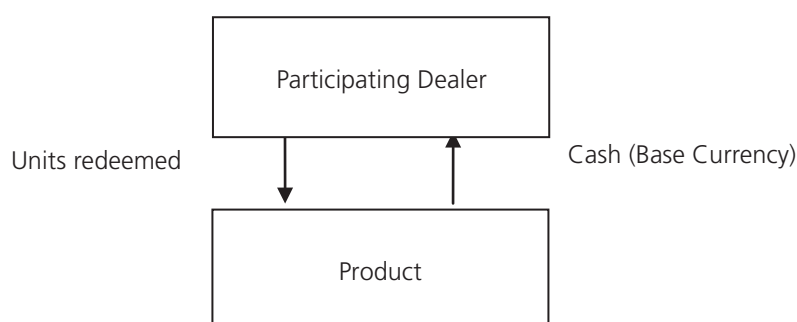 Participating Dealer
Units redeemed
Cash (Base Currency)
Product